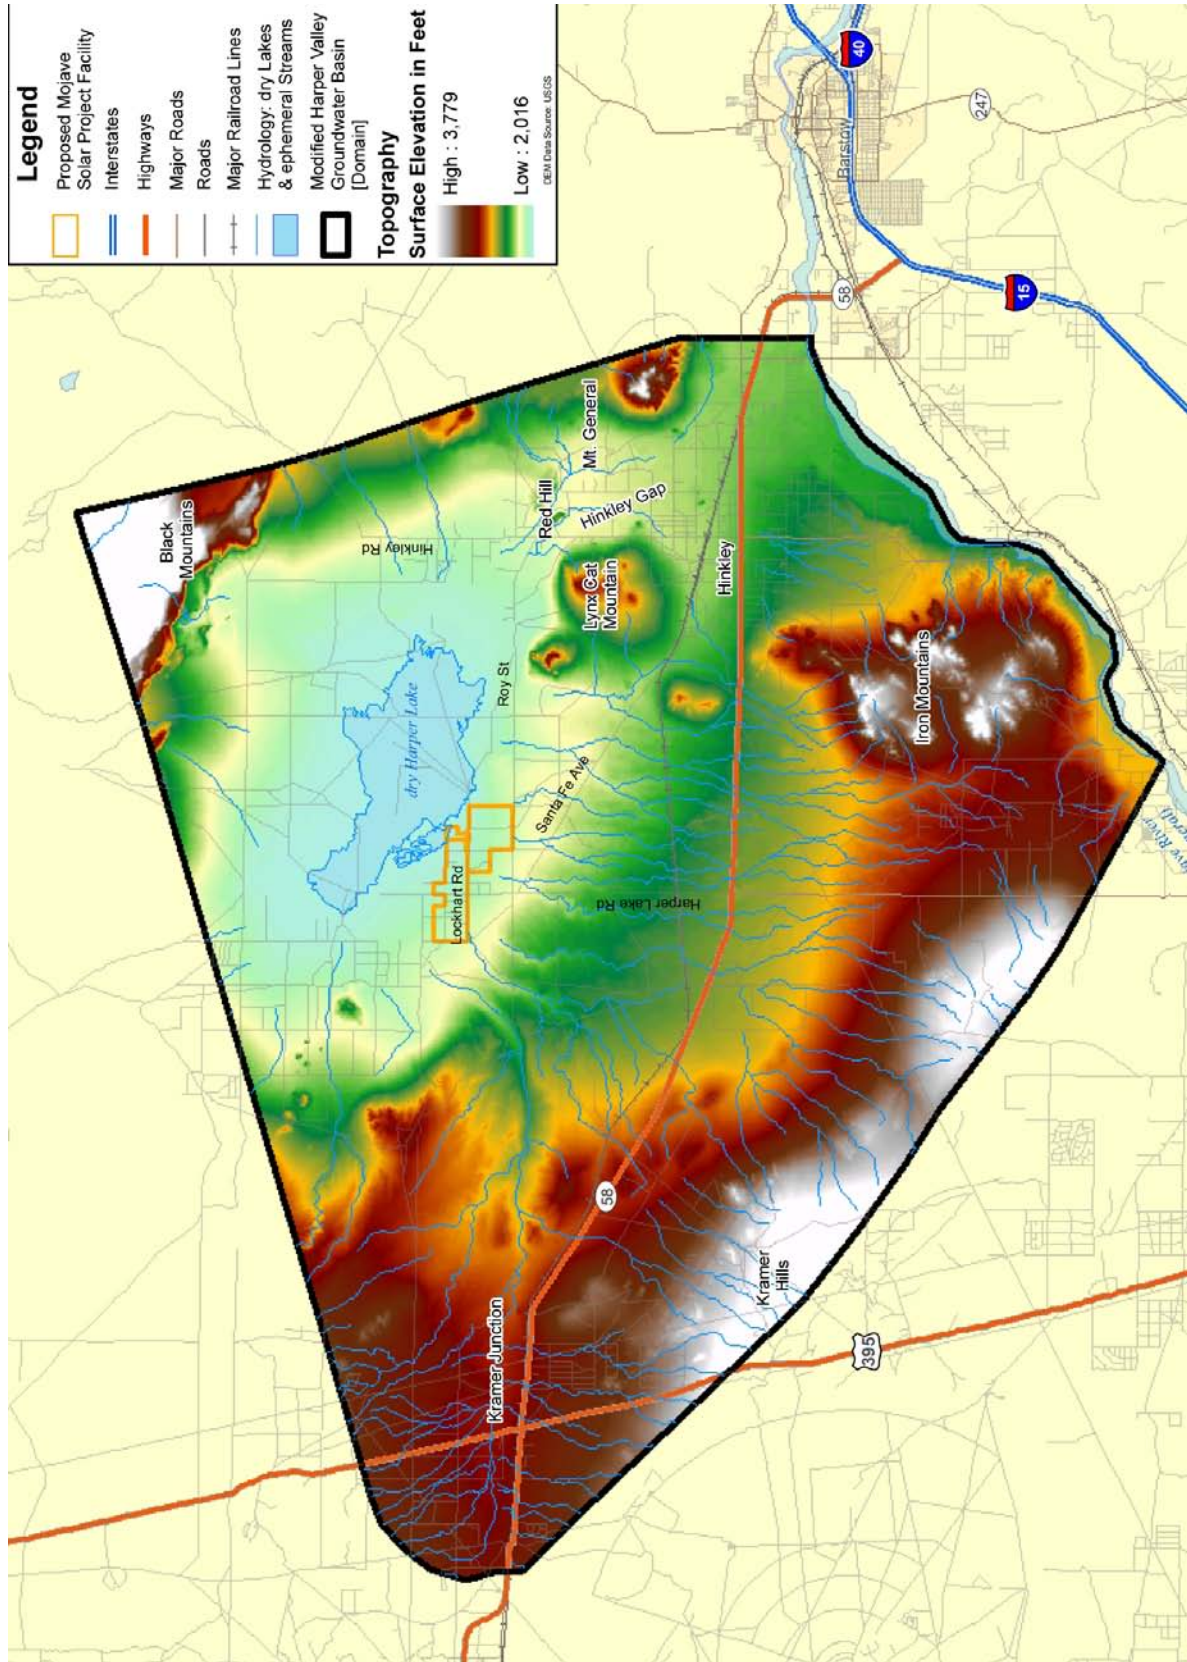 Legend
Proposed Mojave
Solar Project Facility
Interstates
Highways
Major Roads
Roads
Major Railroad Lines
Hydrology: dry Lakes
& ephemeral Streams
Modified Harper Valley
Groundwater Basin
[Domain]
Topography
Surface Elevation in Feet
High : 3,779
Low : 2,016
DEM Data Source: USGS
Black
Mountains
Hinkley Rd
dry Harper Lake
Lockhart Rd
Roy St
Red Hill
Mt. General
Hinkley Gap
Lynx Cat
Mountain
Santa Fe Ave
Harper Lake Rd
Kramer Junction
58
Hinkley
58
Barstow
40
247
15
Iron Mountains
Kramer
Hills
395
River